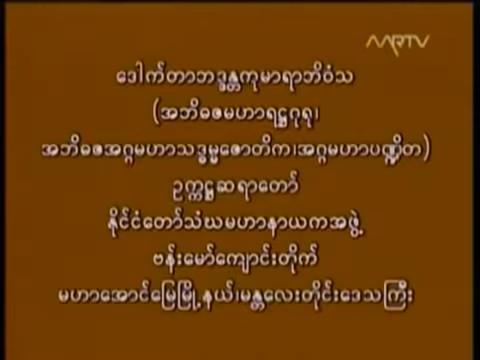 MRTV
ဒေါက်တာဘဒ္ဒန္တကုမာရာဘိဝံသ
(အဘိဓဇမဟာရဋ္ဌဂုရု၊
အဘိဓဇအဂ္ဂမဟာသဒ္ဓမ္မဇောတိက၊အဂ္ဂမဟာပဏ္ဍိတ)
ဥက္ကဋ္ဌဆရာတော်
နိုင်ငံတော်သံဃမဟာနာယကအဖွဲ့
ဗန်းမော်ကျောင်းတိုက်
မဟာအောင်မြေမြို့နယ်၊မန္တလေးတိုင်းဒေသကြီး